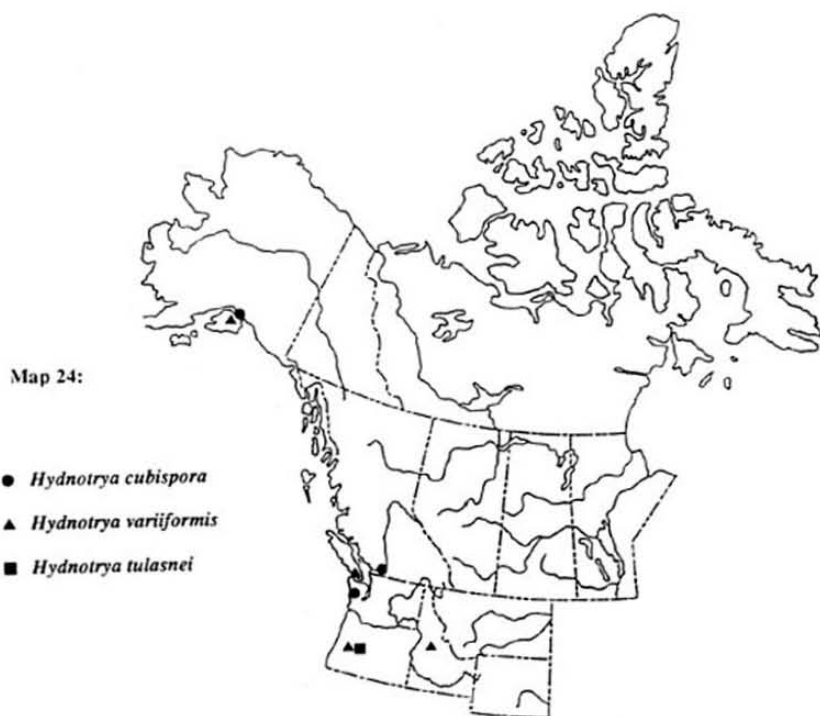 Map 24:
● Hydnotrya cubispora
▲ Hydnotrya variiformis
■ Hydnotrya tulasnei